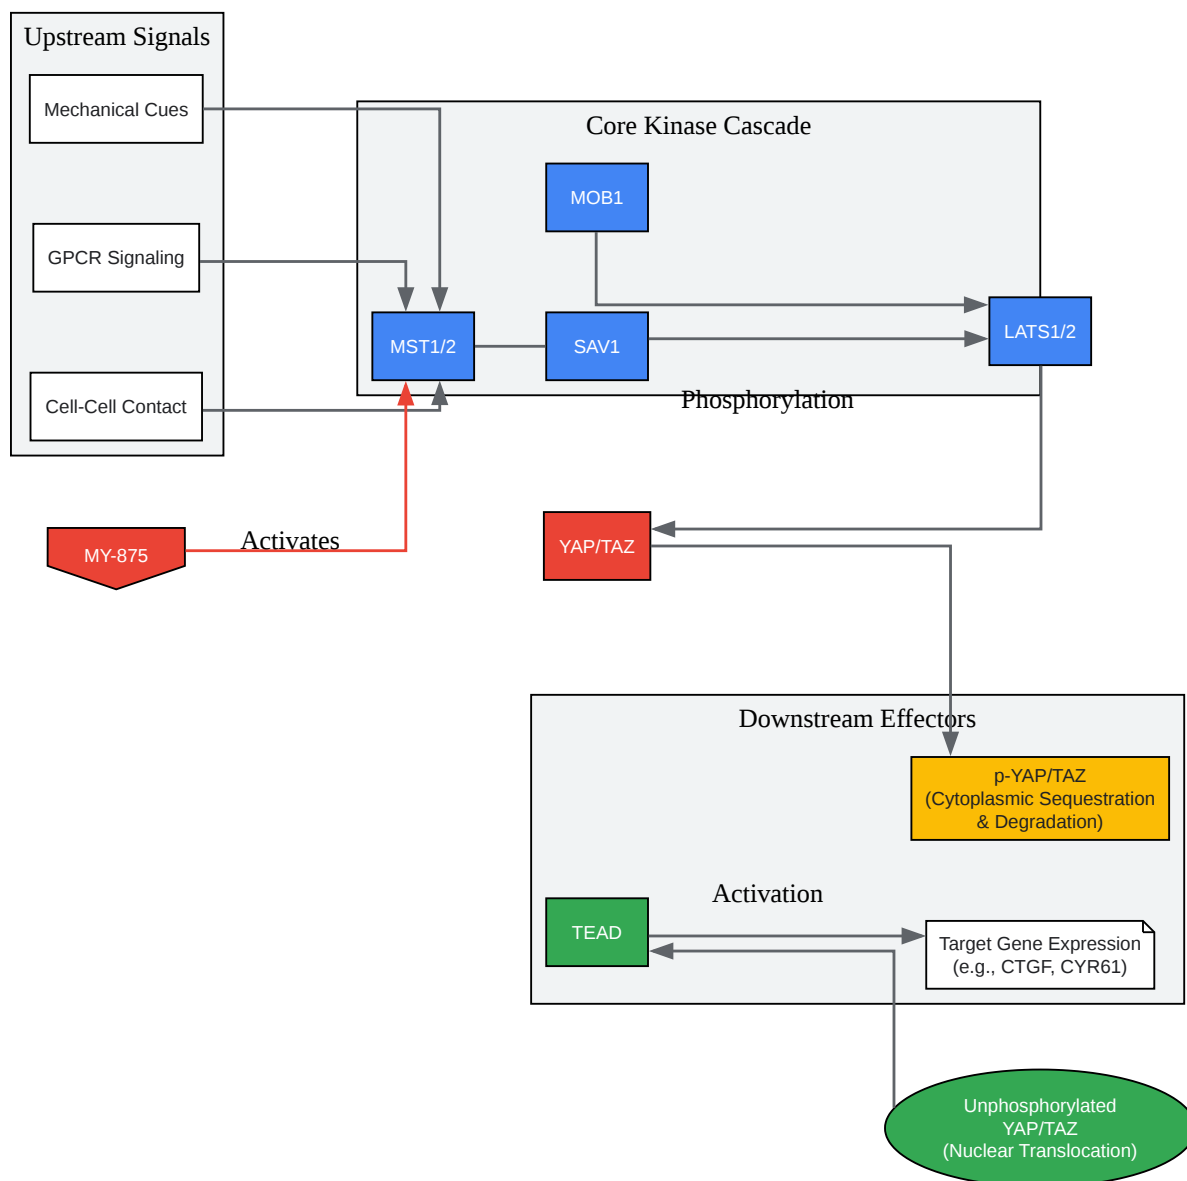 Upstream Signals
Mechanical Cues
Core Kinase Cascade
MOB1
GPCR Signaling
MST1/2
SAV1
LATS1/2
Cell-Cell Contact
Phosphorylation
Activates
MY-875
YAP/TAZ
Downstream Effectors
p-YAP/TAZ
(Cytoplasmic Sequestration
& Degradation)
Activation
TEAD
Target Gene Expression
(e.g., CTGF, CYR61)
Unphosphorylated
YAP/TAZ
(Nuclear Translocation)